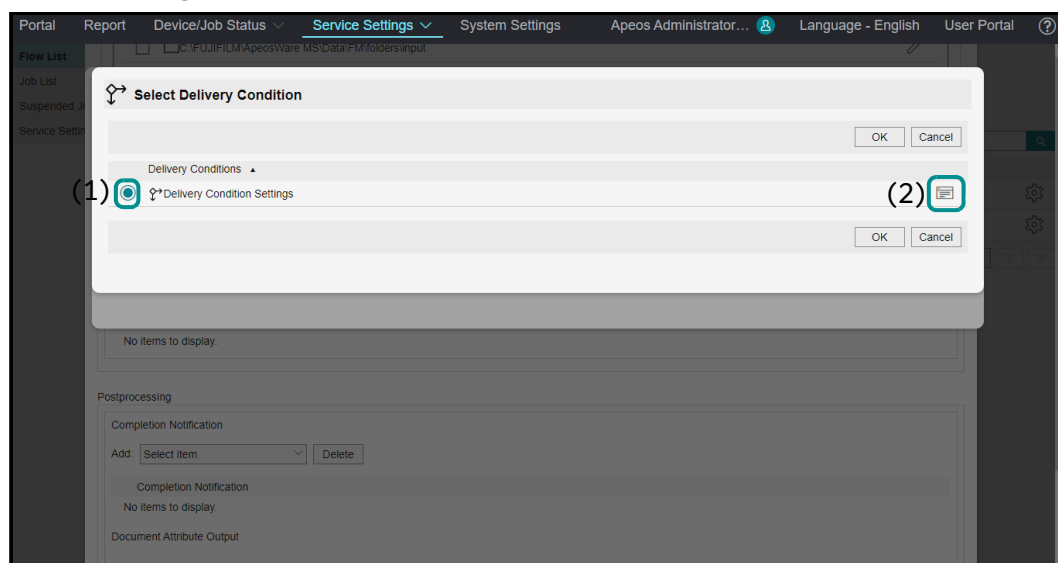 Portal Report Device/Job Status Service Settings System Settings Apeos Administrator... Language - English User Portal ?
Flow List
C:\FUJIFILM\ApeosWare MS\Data\FM\folders\input
Job List
Suspended
Service
Select Delivery Condition
OK Cancel
Delivery Conditions ▲
(1) Delivery Condition Settings (2)
OK Cancel
No items to display.
Postprocessing
Completion Notification
Add: Select item Delete
Completion Notification
No items to display.
Document Attribute Output